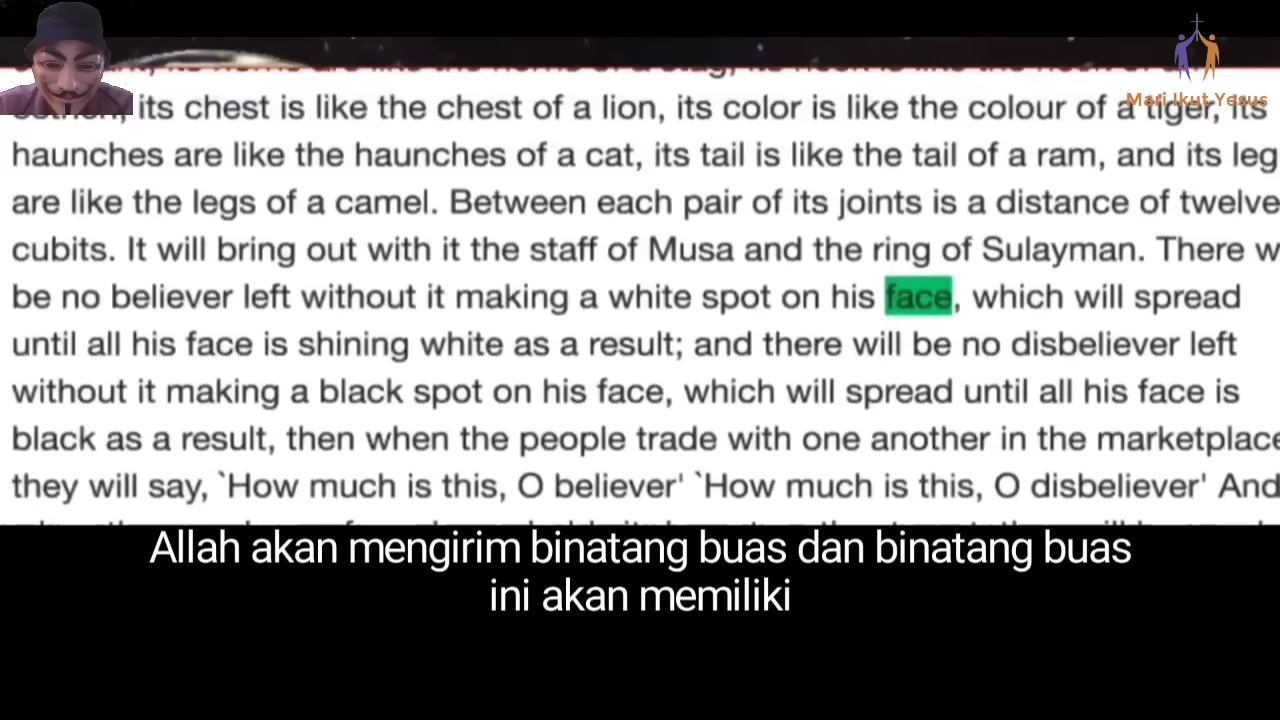 Mari Ikut Yesus
its chest is like the chest of a lion, its color is like the colour of a tiger, its
haunches are like the haunches of a cat, its tail is like the tail of a ram, and its leg
are like the legs of a camel. Between each pair of its joints is a distance of twelve
cubits. It will bring out with it the staff of Musa and the ring of Sulayman. There w
be no believer left without it making a white spot on his face, which will spread
until all his face is shining white as a result; and there will be no disbeliever left
without it making a black spot on his face, which will spread until all his face is
black as a result, then when the people trade with one another in the marketplace
they will say, `How much is this, O believer' `How much is this, O disbeliever' And
Allah akan mengirim binatang buas dan binatang buas
ini akan memiliki